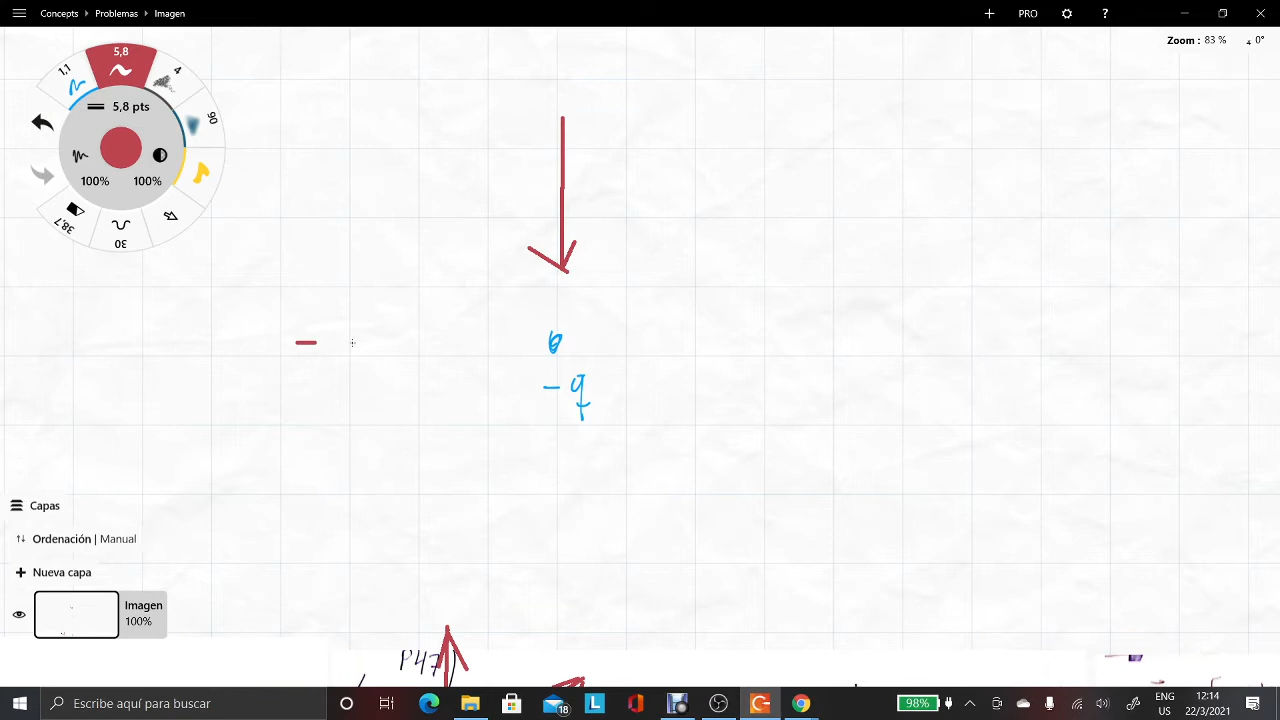 Concepts > Problemas > Imagen
PRO
?
Zoom : 83 % 0°
5,8
1,1
4
5,8 pts
90
100% 100%
38,7
30
- q
Capas
Ordenación | Manual
Nueva capa
Imagen
100%
P47)
Escribe aquí para buscar
18
L
98%
ENG
US
12:14
22/3/2021